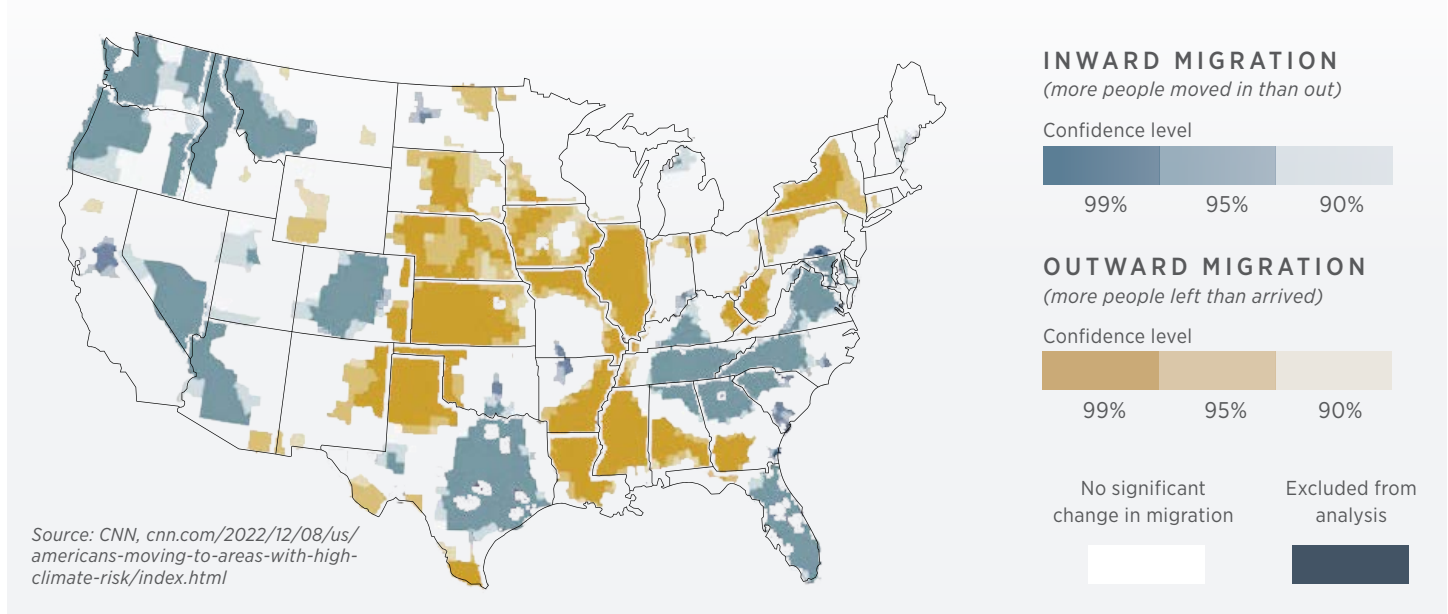 INWARD MIGRATION
(more people moved in than out)
Confidence level
99% 95% 90%
OUTWARD MIGRATION
(more people left than arrived)
Confidence level
99% 95% 90%
No significant
change in migration
Excluded from
analysis
Source: CNN, cnn.com/2022/12/08/us/
americans-moving-to-areas-with-high-
climate-risk/index.html